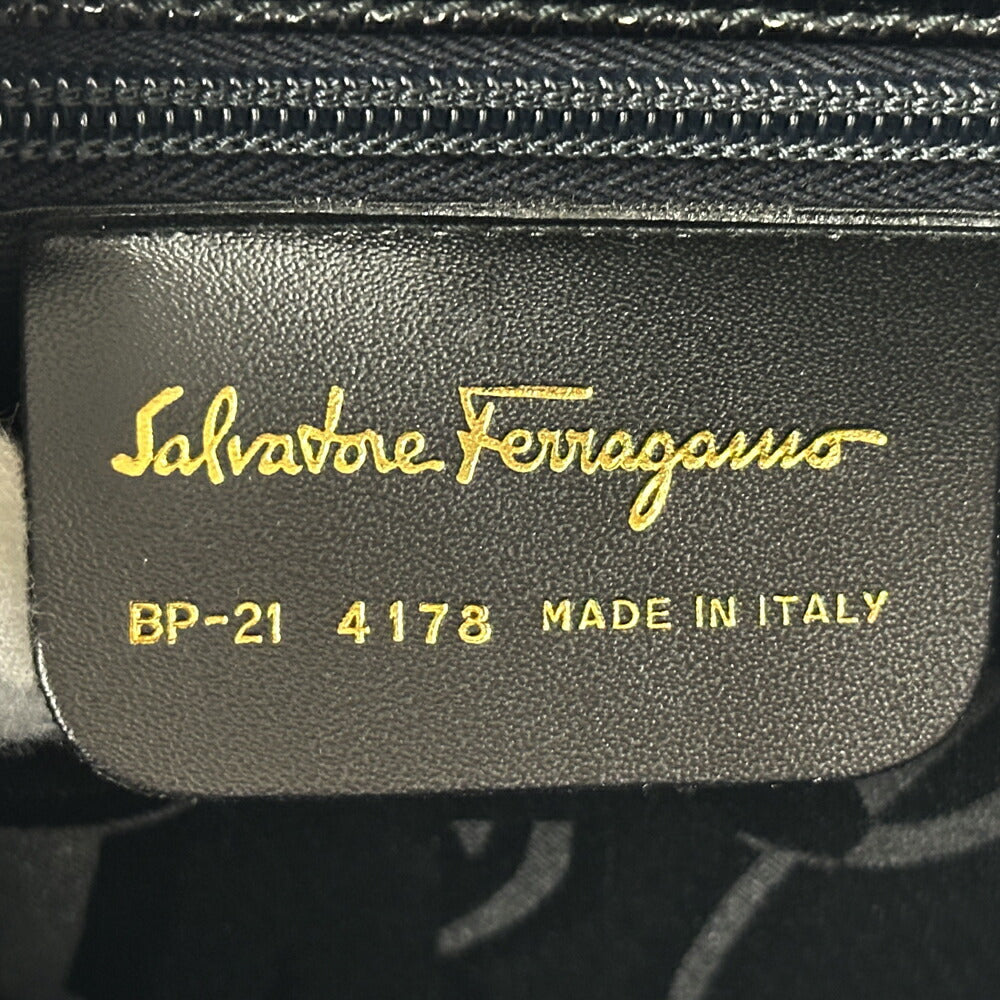 Salvatore Ferragamo
BP-21 4178 MADE IN ITALY